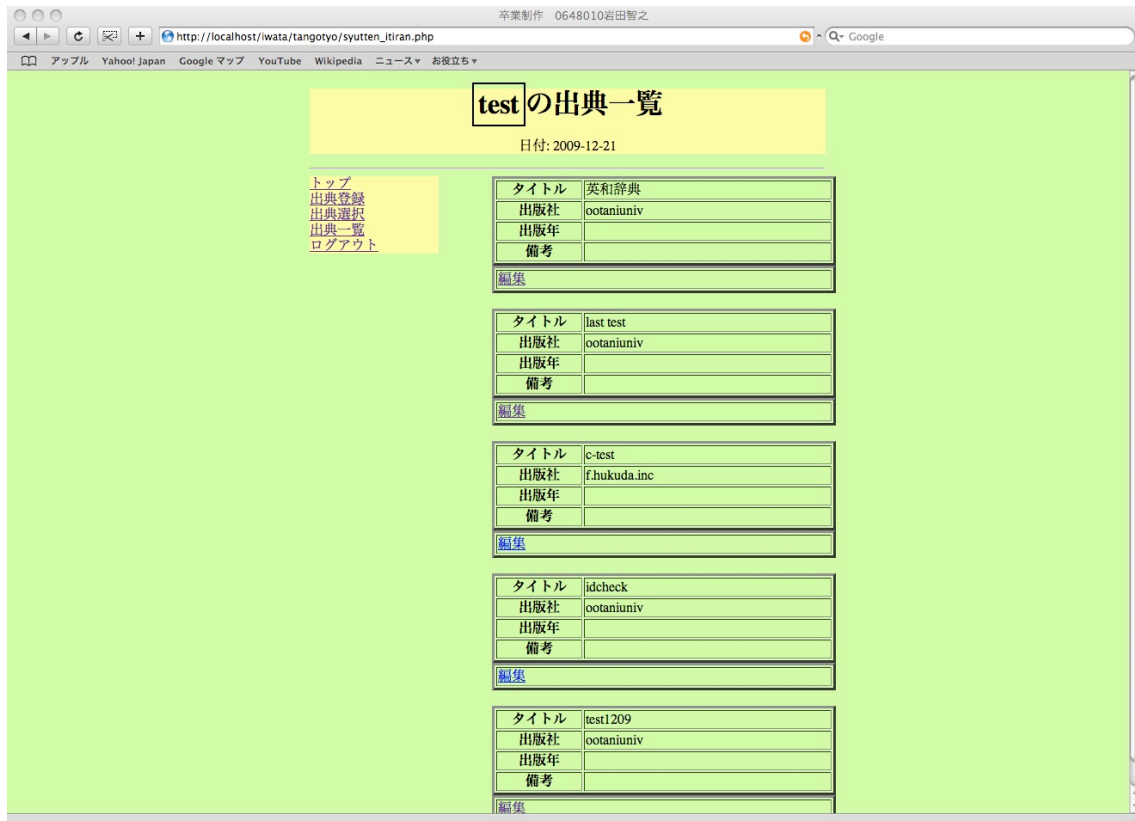 卒業制作 0648010岩田智之
http://localhost/iwata/tangotyo/syutten_itiran.php
Google
アップル Yahoo! Japan Google マップ YouTube Wikipedia ニュース お役立ち
testの出典一覧
日付: 2009-12-21
トップ
出典登録
出典選択
出典一覧
ログアウト
タイトル 英和辞典
出版社 ootaniuniv
出版年
備考
編集
タイトル last test
出版社 ootaniuniv
出版年
備考
編集
タイトル c-test
出版社 f.hukuda.inc
出版年
備考
編集
タイトル idcheck
出版社 ootaniuniv
出版年
備考
編集
タイトル test1209
出版社 ootaniuniv
出版年
備考
編集